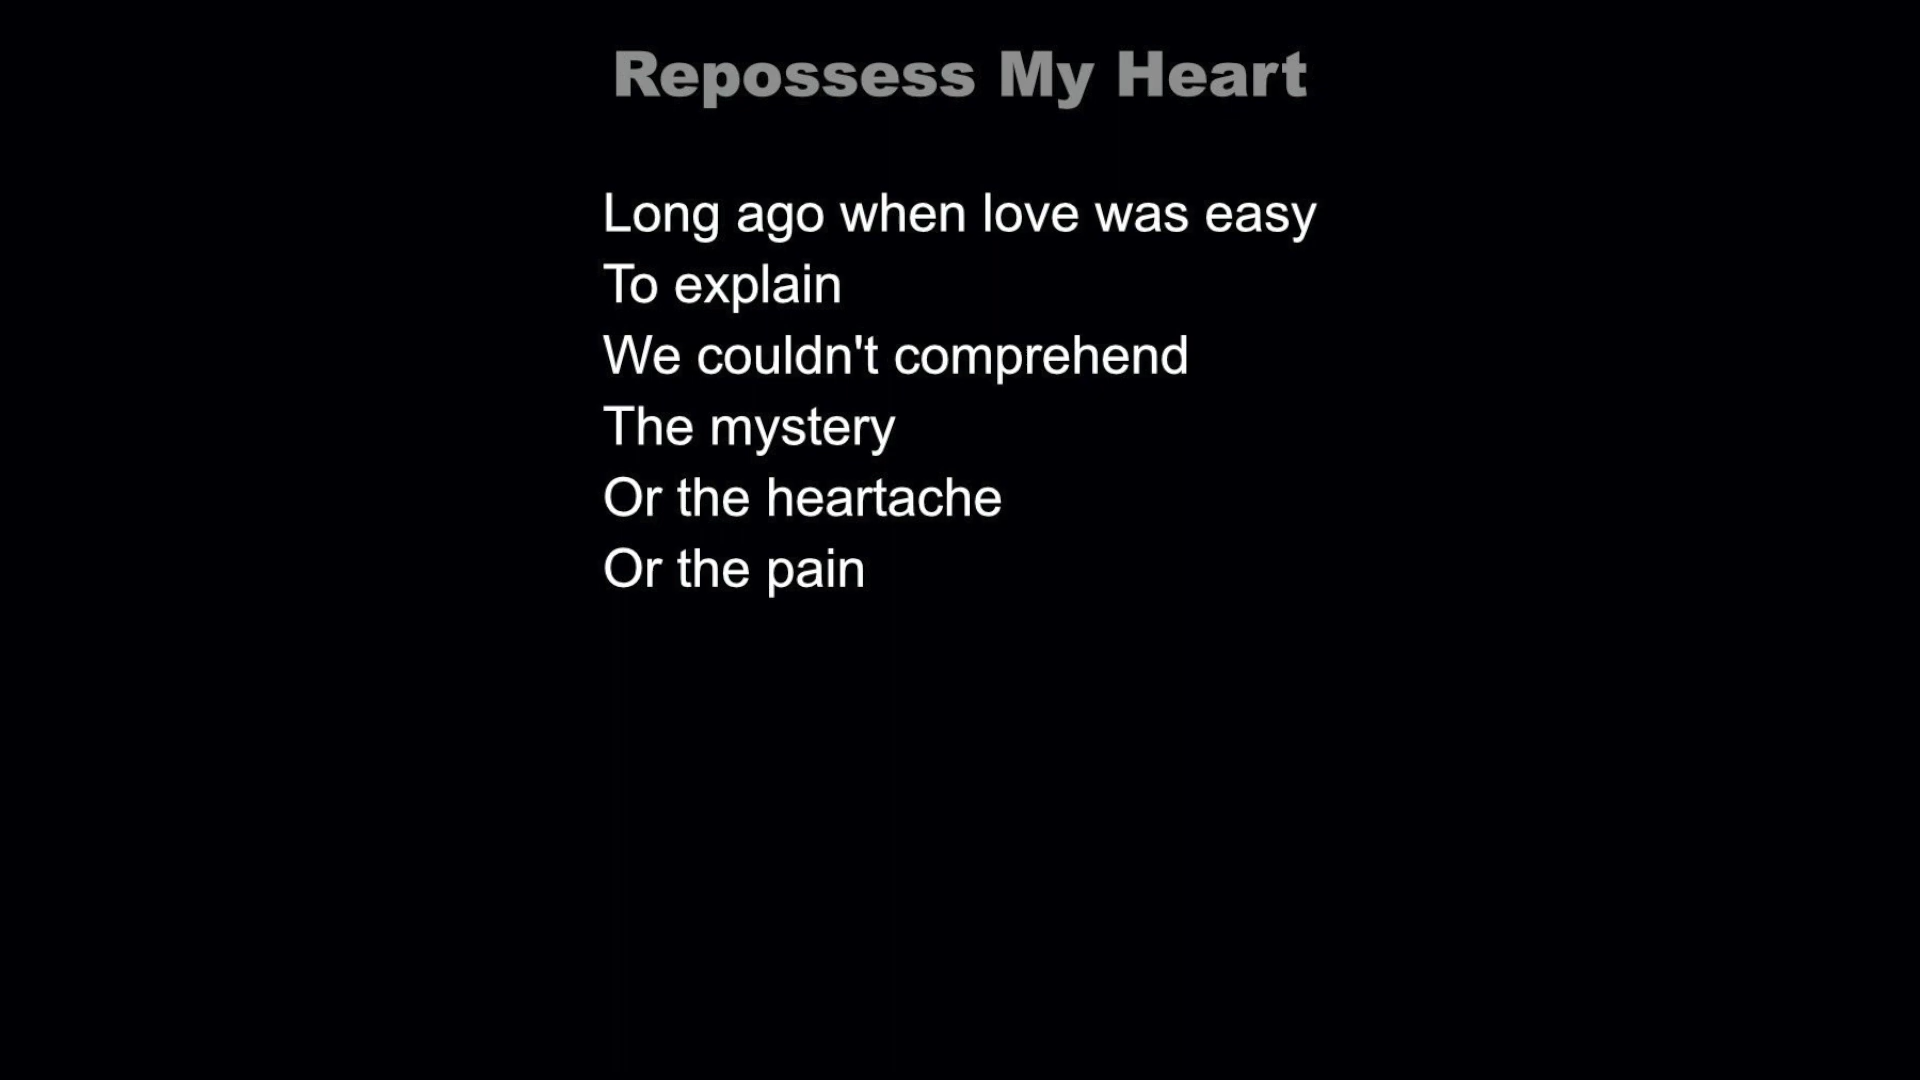 Repossess My Heart
Long ago when love was easy
To explain
We couldn't comprehend
The mystery
Or the heartache
Or the pain